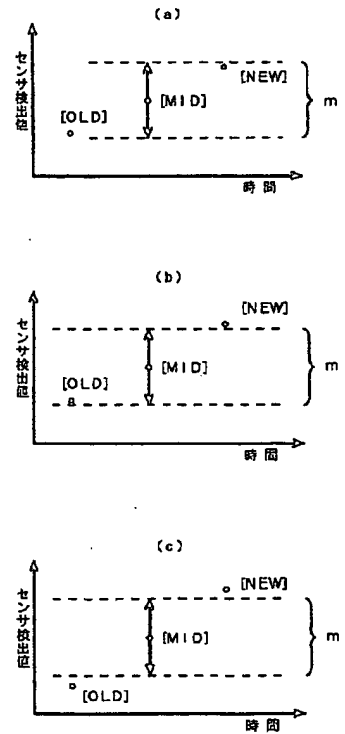 (a)
センサ検出値
[OLD]
[MID]
[NEW]
m
時間
(b)
センサ検出値
[OLD]
[MID]
[NEW]
m
時間
(c)
センサ検出値
[OLD]
[MID]
[NEW]
m
時間